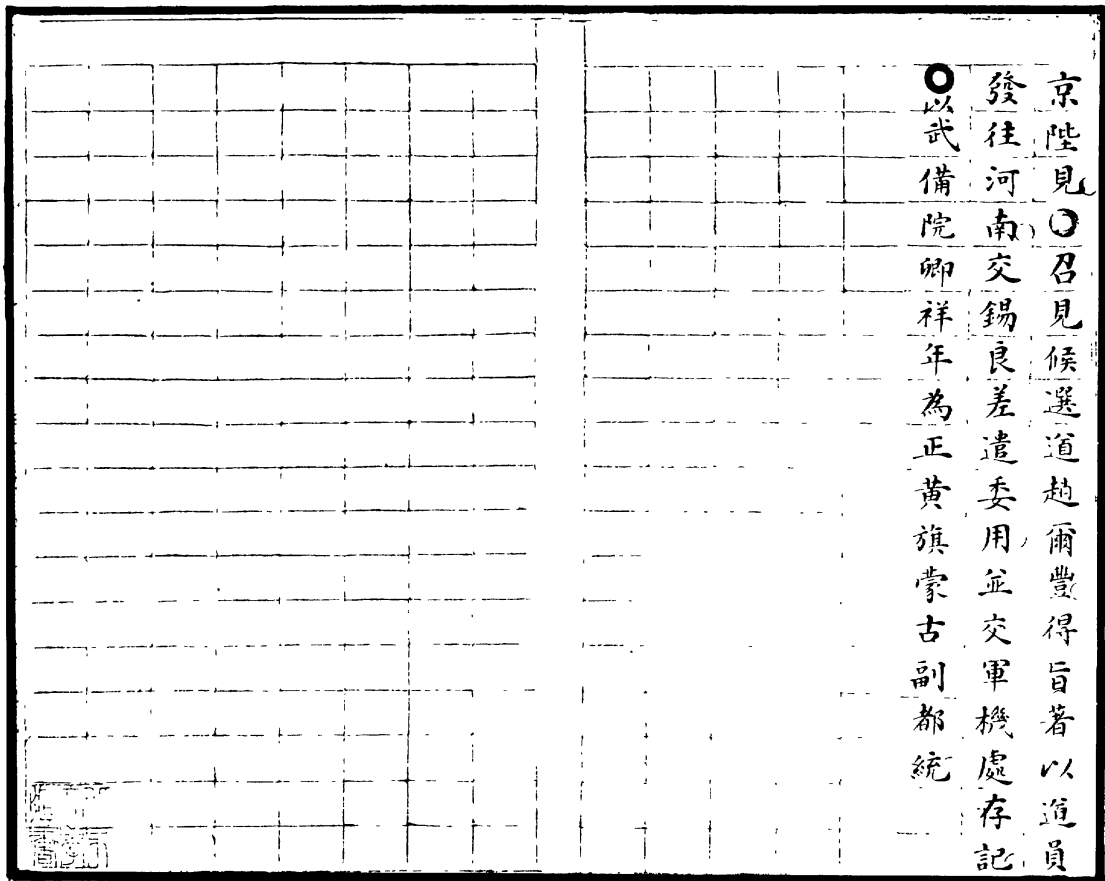 京陛見○召見候選道趙爾豐得旨著以道員
發往河南交錫良差遣委用並交軍機處存記
○以武備院卿祥年為正黃旗蒙古副都統